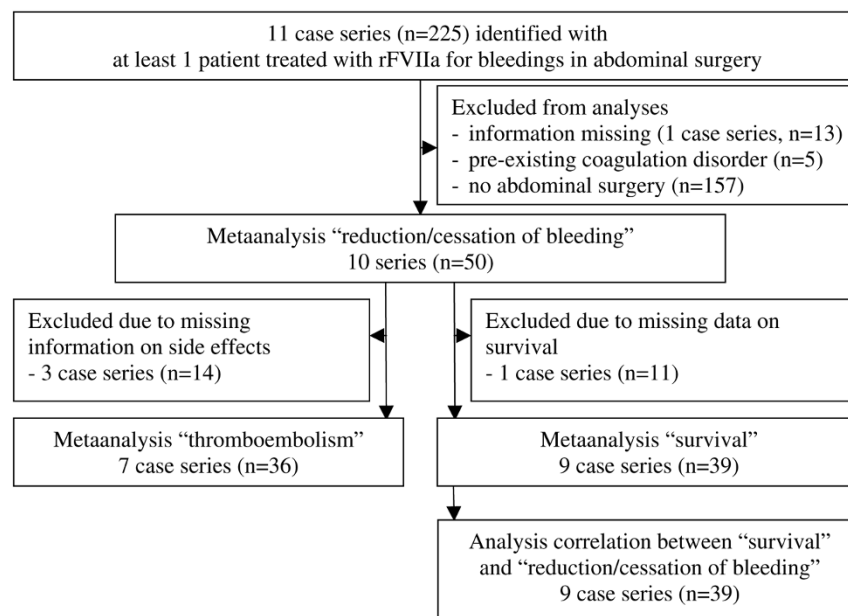 11 case series (n=225) identified with
at least 1 patient treated with rFVIIa for bleedings in abdominal surgery
Excluded from analyses
- information missing (1 case series, n=13)
- pre-existing coagulation disorder (n=5)
- no abdominal surgery (n=157)
Metaanalysis “reduction/cessation of bleeding”
10 series (n=50)
Excluded due to missing
information on side effects
- 3 case series (n=14)
Excluded due to missing data on
survival
- 1 case series (n=11)
Metaanalysis “thromboembolism”
7 case series (n=36)
Metaanalysis “survival”
9 case series (n=39)
Analysis correlation between “survival”
and “reduction/cessation of bleeding”
9 case series (n=39)